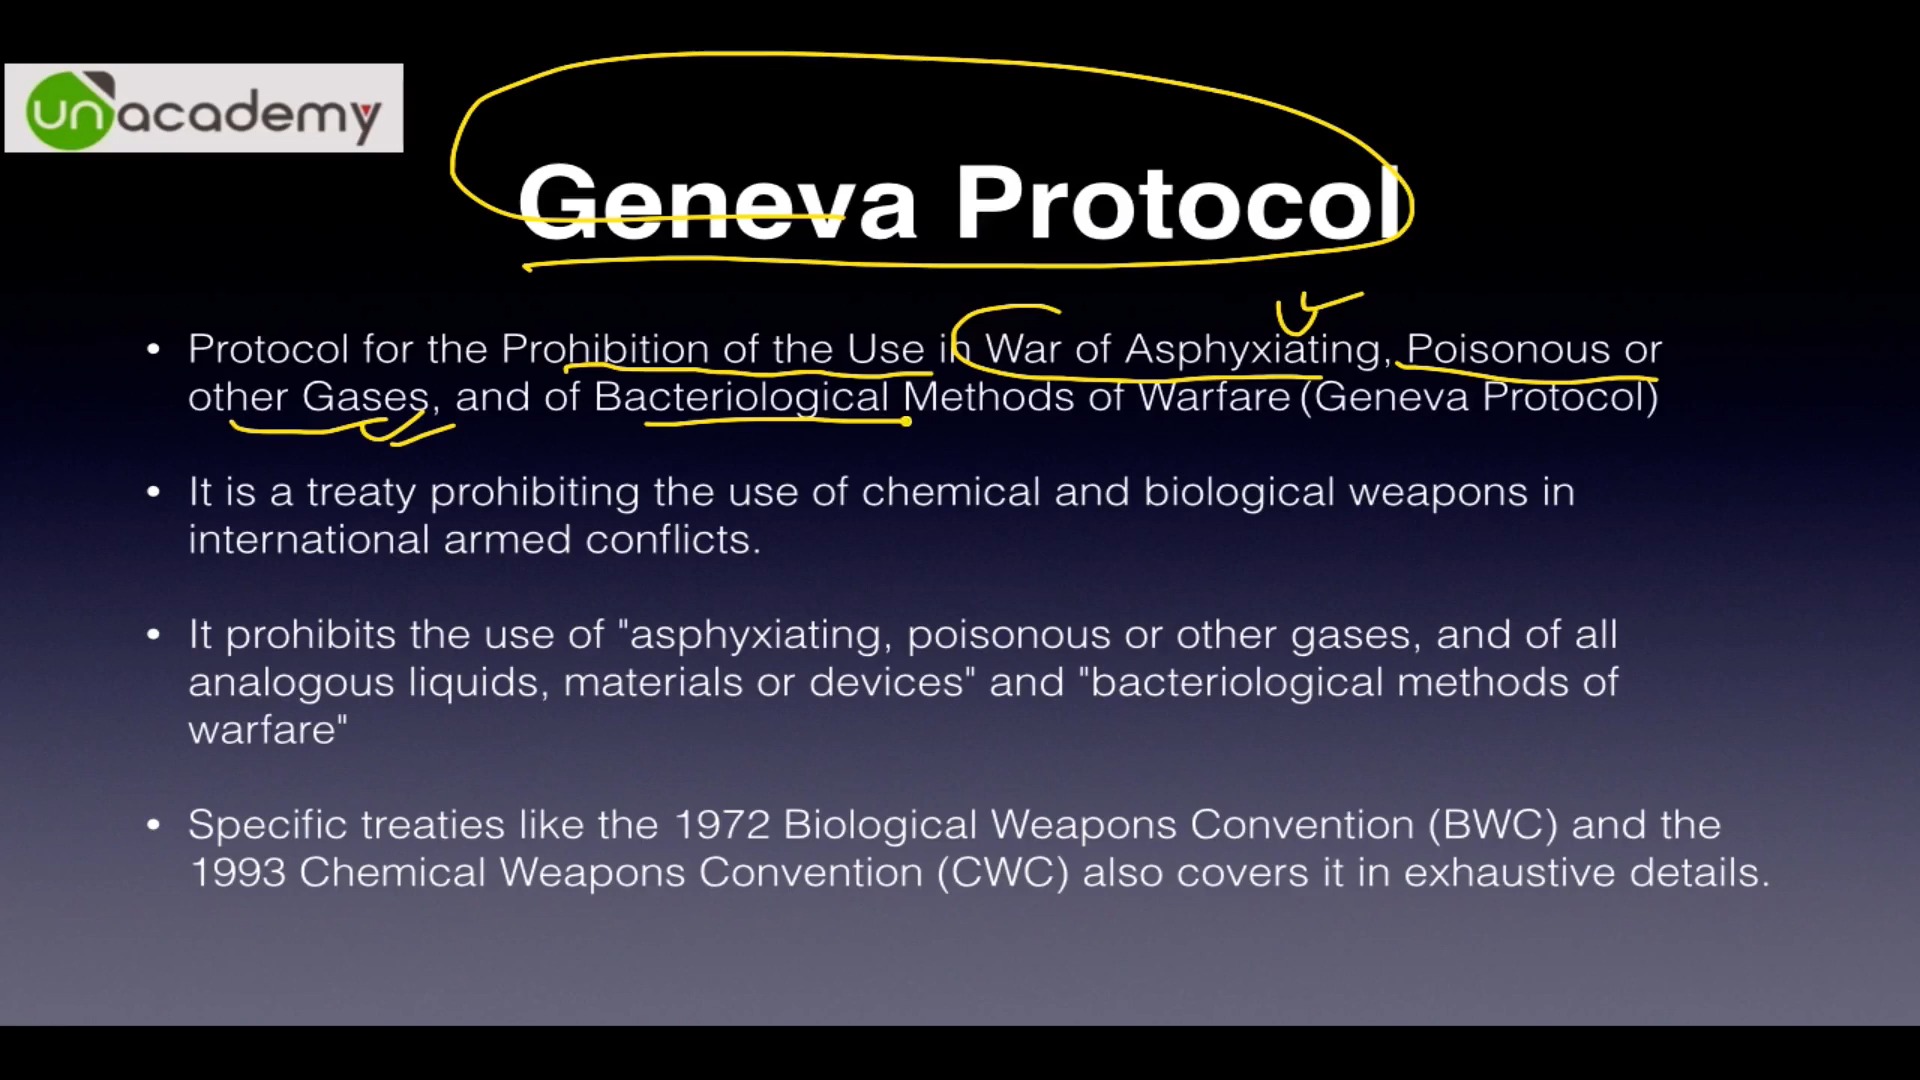 unacademy
Geneva Protocol
• Protocol for the Prohibition of the Use in War of Asphyxiating, Poisonous or
other Gases, and of Bacteriological Methods of Warfare (Geneva Protocol)
• It is a treaty prohibiting the use of chemical and biological weapons in
international armed conflicts.
• It prohibits the use of "asphyxiating, poisonous or other gases, and of all
analogous liquids, materials or devices" and "bacteriological methods of
warfare"
• Specific treaties like the 1972 Biological Weapons Convention (BWC) and the
1993 Chemical Weapons Convention (CWC) also covers it in exhaustive details.